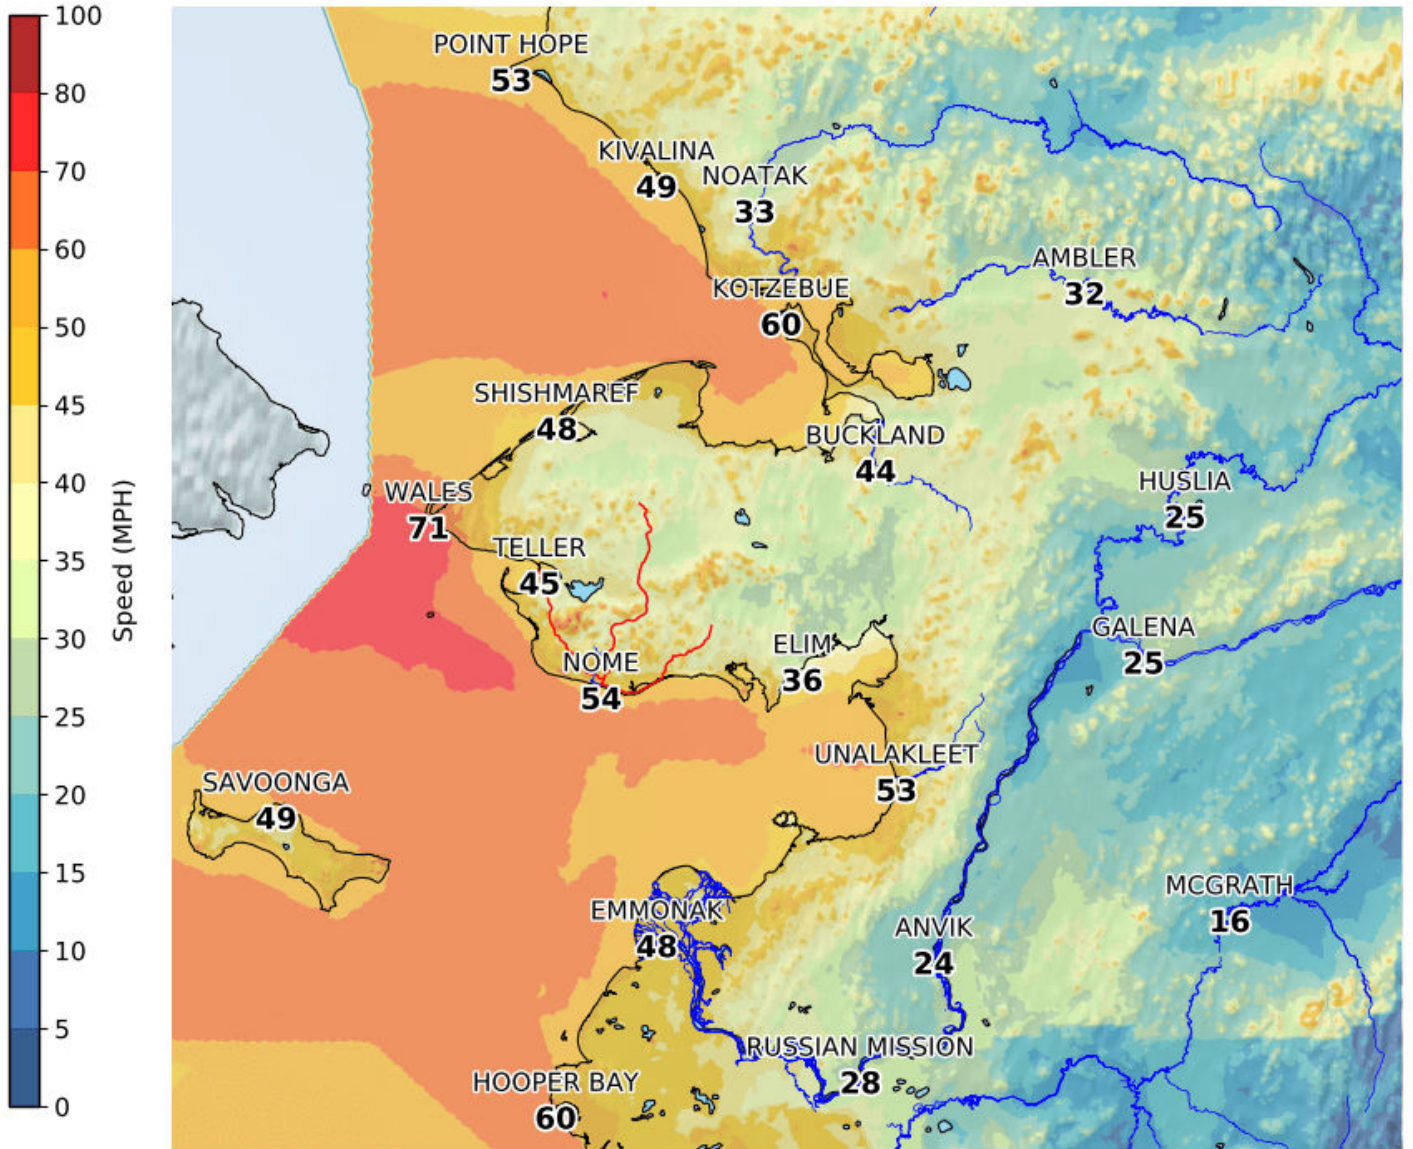 100
80
70
60
50
45
40
35
30
25
20
15
10
5
0
Speed (MPH)
POINT HOPE
53
KIVALINA
49
NOATAK
33
AMBLER
32
KOTZEBUE
60
SHISHMAREF
48
BUCKLAND
44
HUSLIA
25
WALES
71
TELLER
45
GALENA
25
ELIM
36
NOME
54
UNALAKLEET
53
SAVOONGA
49
MCGRATH
16
EMMONAK
48
ANVIK
24
RUSSIAN MISSION
28
HOOPER BAY
60